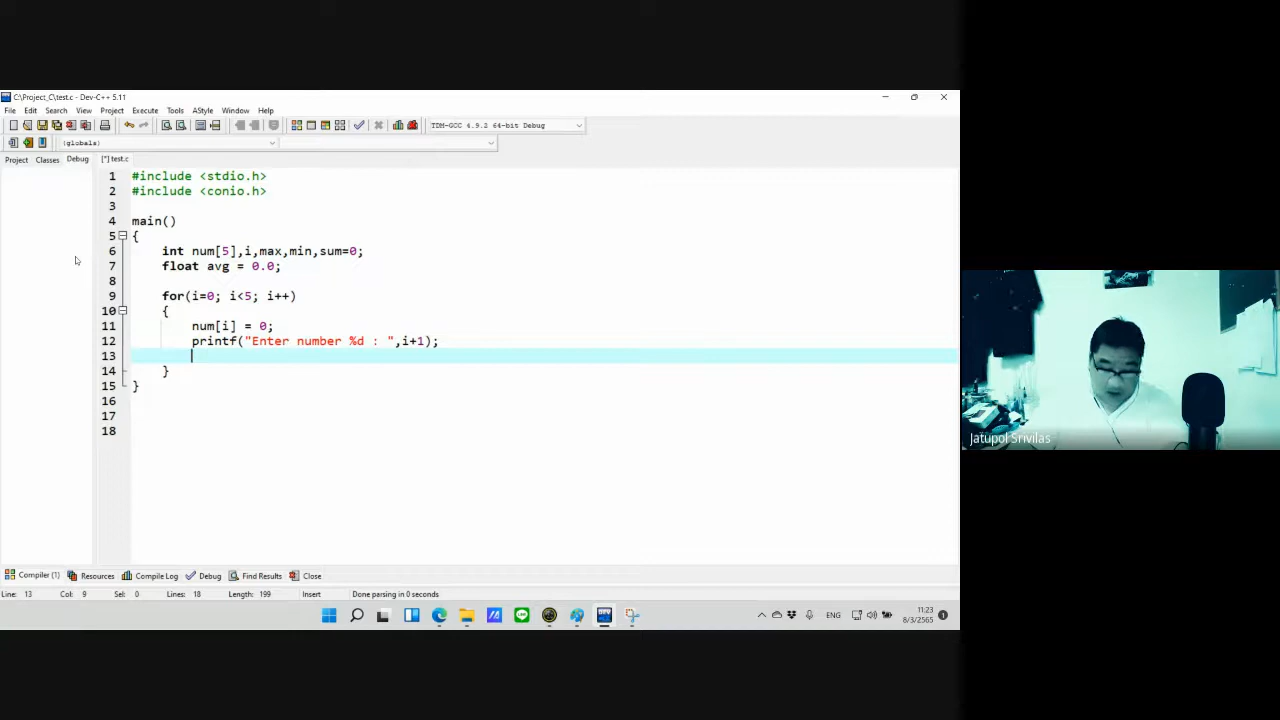 C:\Project_C\test.c - Dev-C++ 5.11
File Edit Search View Project Execute Tools AStyle Window Help
TDM-GCC 4.9.2 64-bit Debug
(globals)
Project Classes Debug [*] test.c
1 #include <stdio.h>
2 #include <conio.h>
3
4 main()
5 {
6 int num[5],i,max,min,sum=0;
7 float avg = 0.0;
8
9 for(i=0; i<5; i++)
10 {
11 num[i] = 0;
12 printf("Enter number %d : ",i+1);
13
14 }
15 }
16
17
18
Jatupol Srivilas
Compiler (1) Resources Compile Log Debug Find Results Close
Line: 13 Col: 9 Sel: 0 Lines: 18 Length: 199 Insert Done parsing in 0 seconds
ENG 11:23
8/3/2565